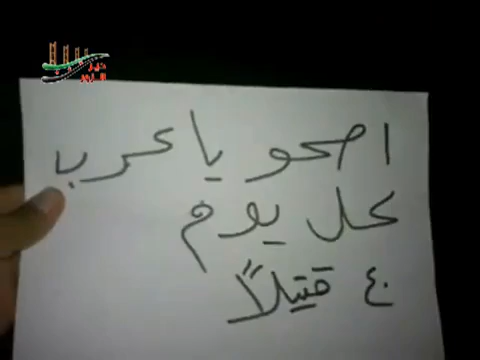 اصحو يا عرب
كل يوم
٤٠ قتيلاً